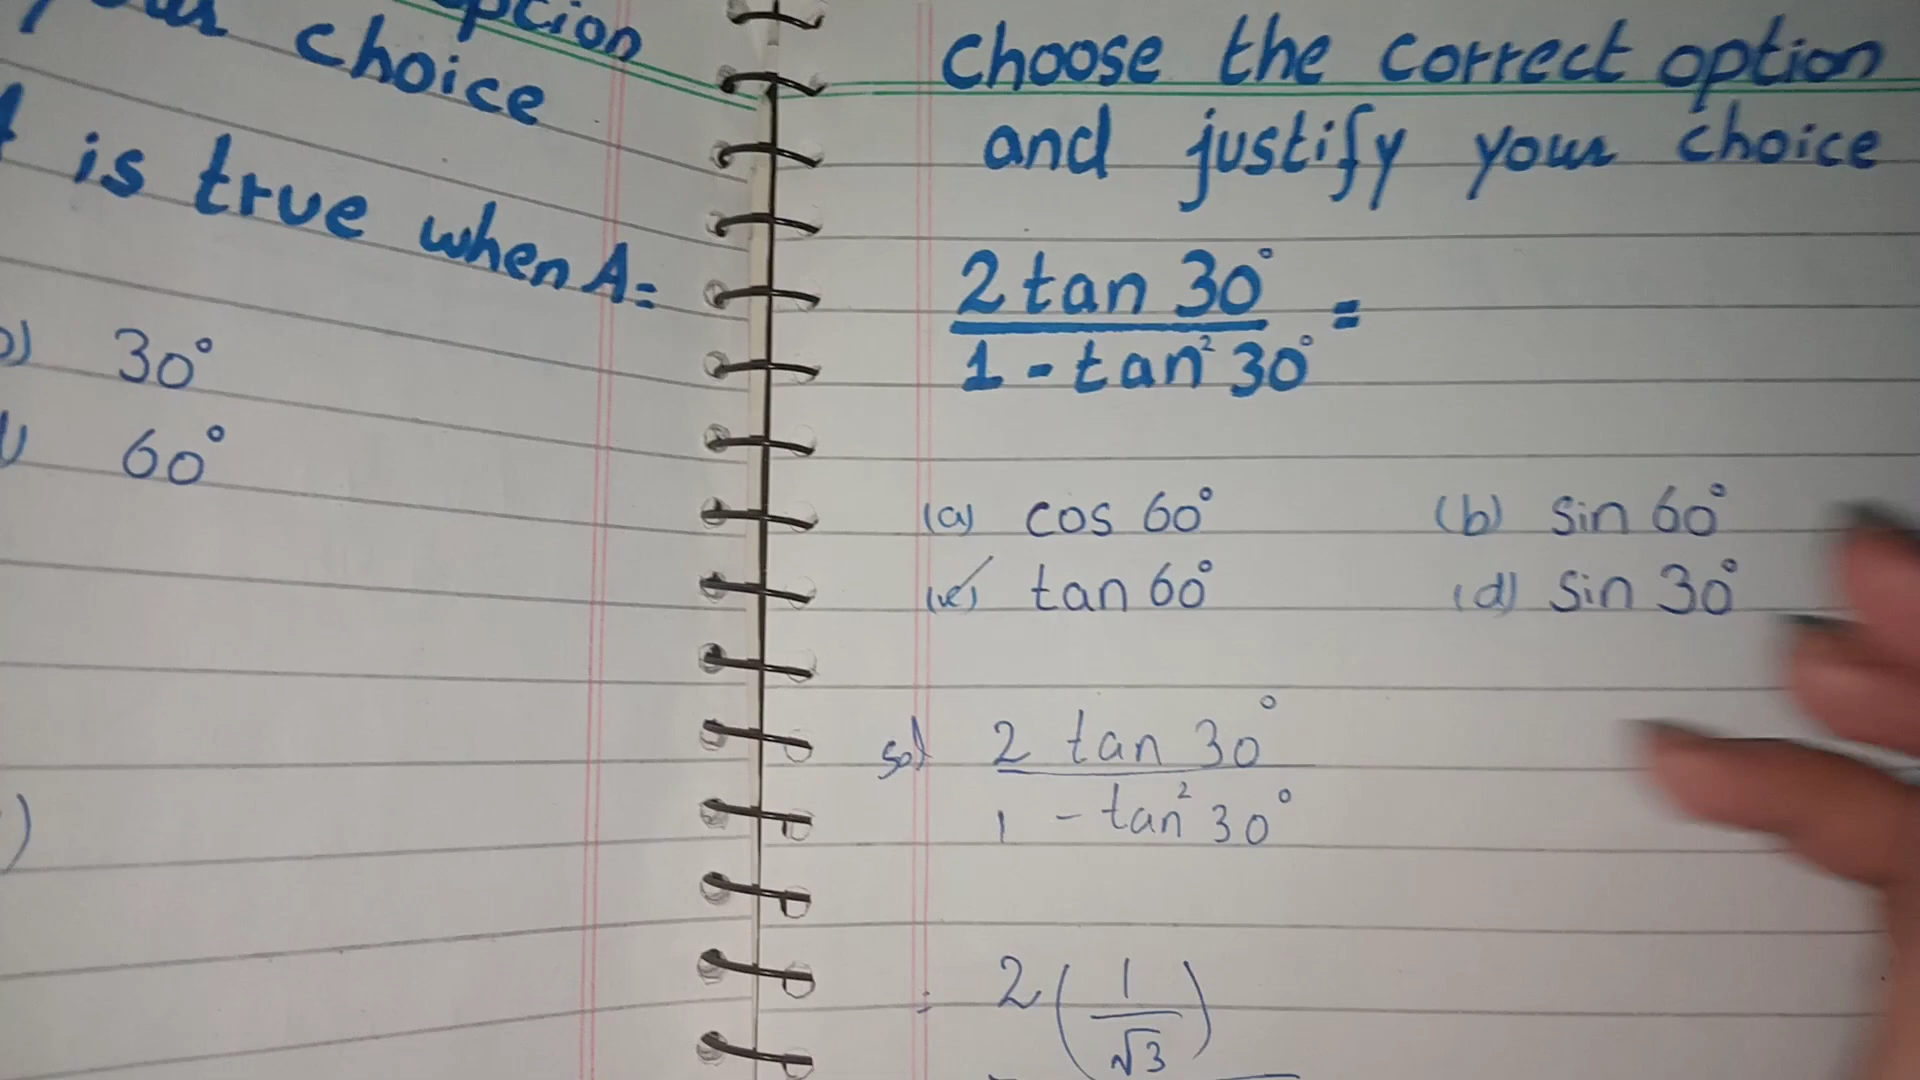 option
your choice
is true when A=
30°
60°
)
Choose the correct option
and justify your choice
2 tan 30° =
1 - tan² 30°
(a) cos 60° (b) sin 60°
(c) tan 60° (d) sin 30°
sol 2 tan 30°
1 - tan² 30°
= 2 (1
√3)